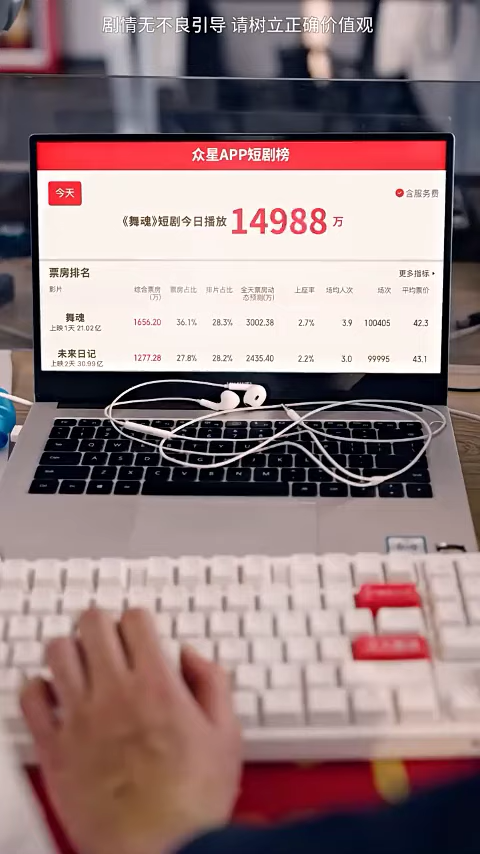 剧情无不良引导 请树立正确价值观
众星APP短剧榜
今天
含服务费
《舞魂》短剧今日播放14988万
票房排名
更多指标
影片 综合票房(万) 票房占比 排片占比 全天票房动态预测(万) 上座率 场均人次 场次 平均票价
舞魂 1656.20 36.1% 28.3% 3002.38 2.7% 3.9 100405 42.3
上映1天 21.02亿
未来日记 1277.28 27.8% 28.2% 2435.40 2.2% 3.0 99995 43.1
上映2天 30.99亿